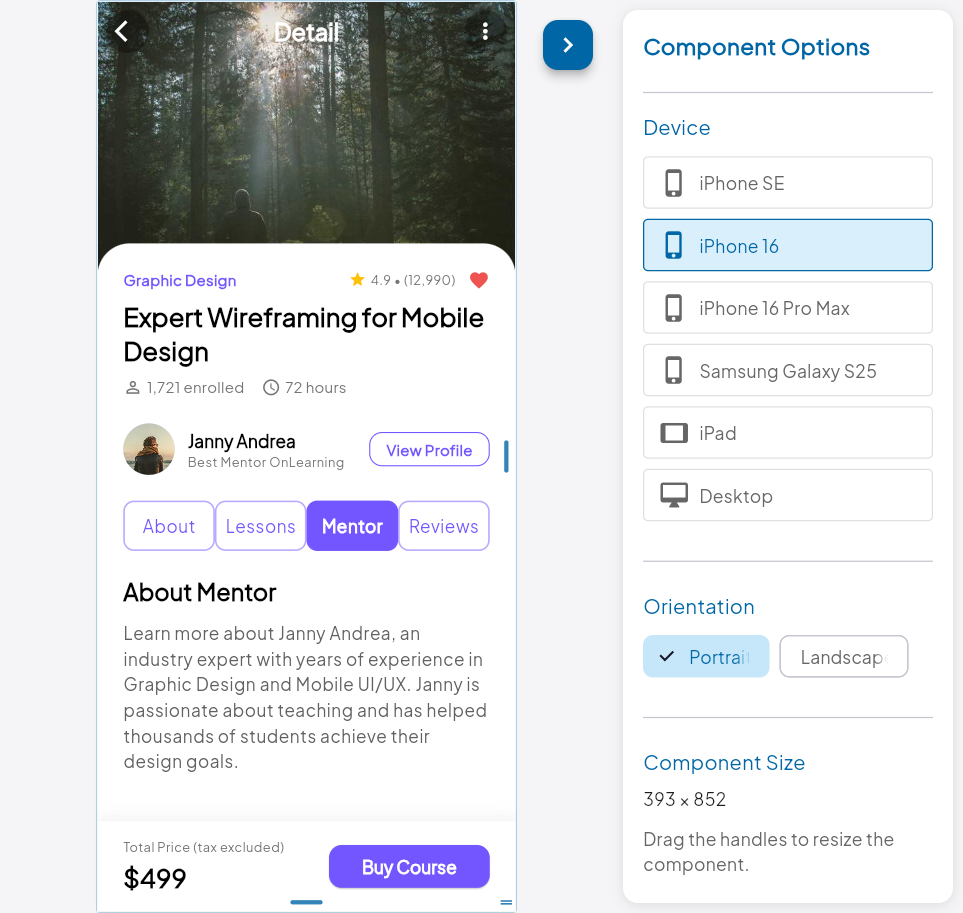 Detail
Graphic Design
4.9 • (12,990)
Expert Wireframing for Mobile
Design
1,721 enrolled
72 hours
Janny Andrea
Best Mentor OnLearning
View Profile
About
Lessons
Mentor
Reviews
About Mentor
Learn more about Janny Andrea, an
industry expert with years of experience in
Graphic Design and Mobile UI/UX. Janny is
passionate about teaching and has helped
thousands of students achieve their
design goals.
Total Price (tax excluded)
$499
Buy Course
Component Options
Device
iPhone SE
iPhone 16
iPhone 16 Pro Max
Samsung Galaxy S25
iPad
Desktop
Orientation
Portrait
Landscap
Component Size
393 × 852
Drag the handles to resize the
component.